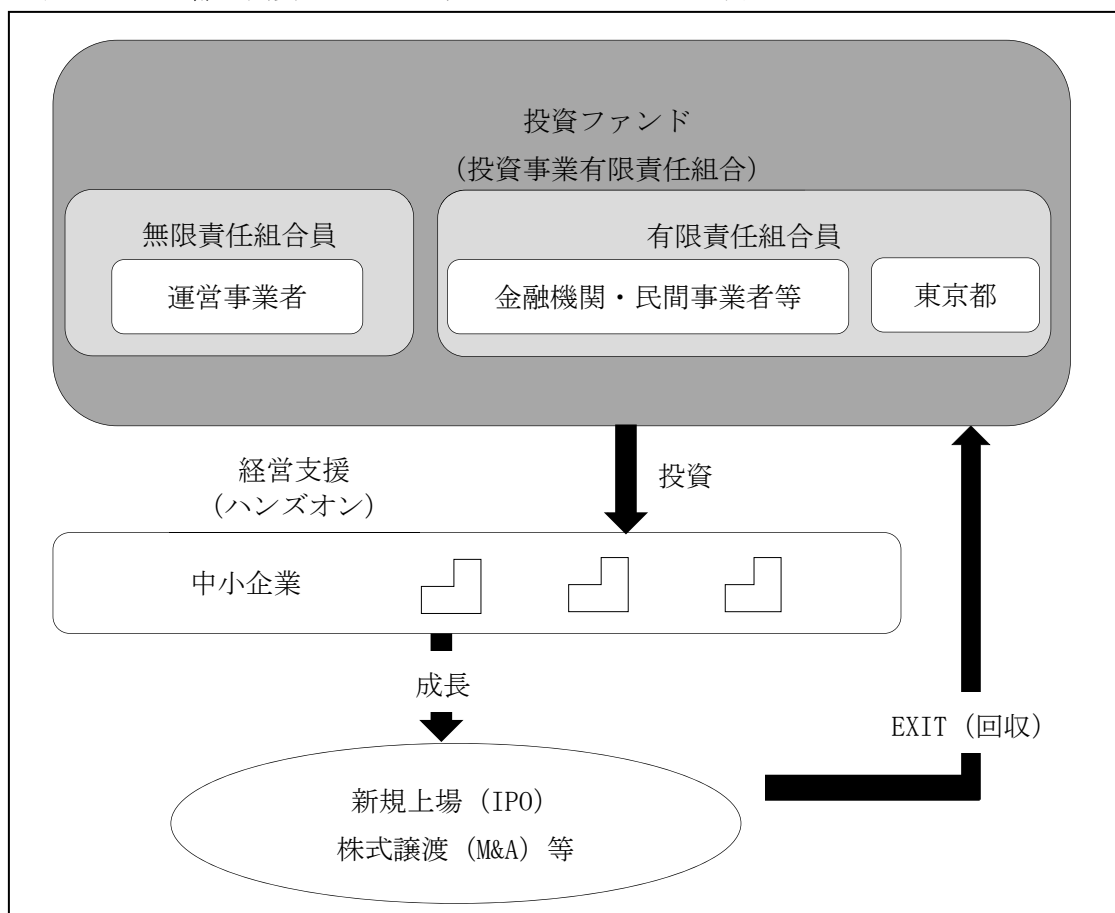 投資ファンド
（投資事業有限責任組合）
無限責任組合員
運営事業者
有限責任組合員
金融機関・民間事業者等
東京都
経営支援
（ハンズオン）
投資
中小企業
成長
EXIT（回収）
新規上場（IPO）
株式譲渡（M&A）等